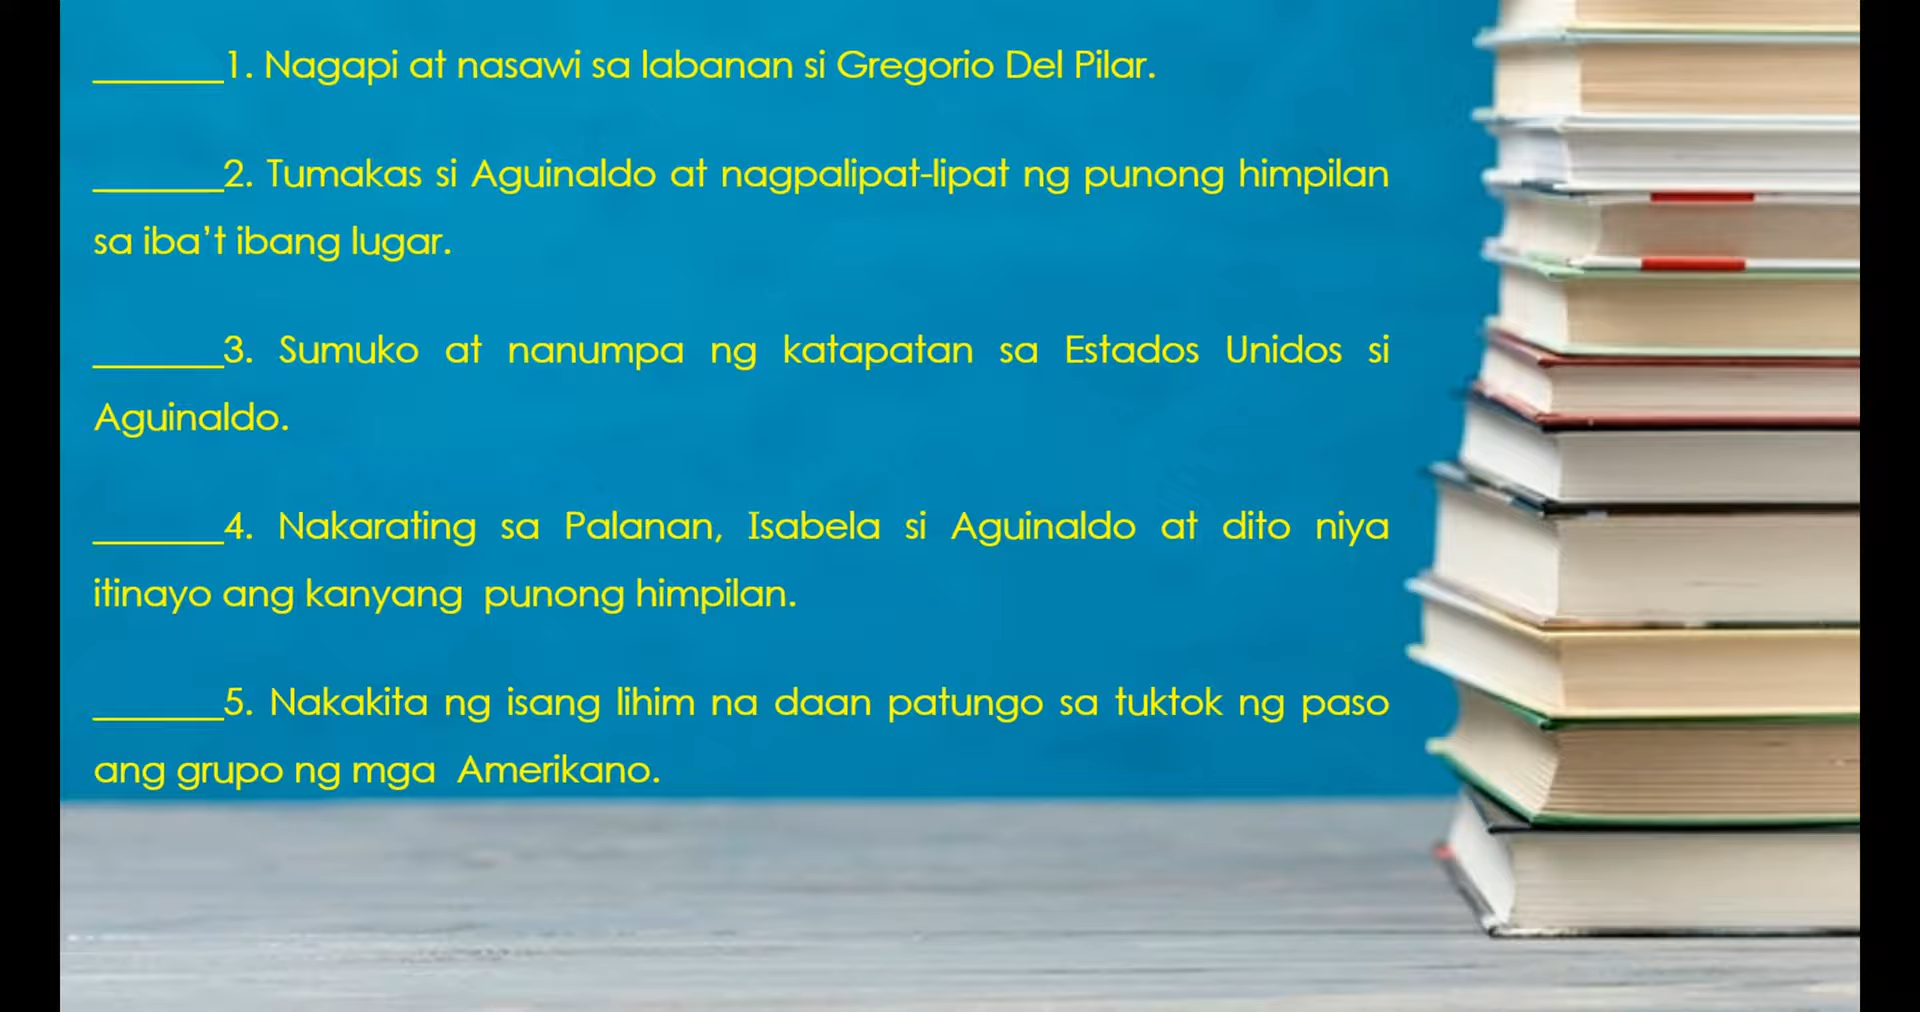 _______1. Nagapi at nasawi sa labanan si Gregorio Del Pilar.
_______2. Tumakas si Aguinaldo at nagpalipat-lipat ng punong himpilan
sa iba’t ibang lugar.
_______3. Sumuko at nanumpa ng katapatan sa Estados Unidos si
Aguinaldo.
_______4. Nakarating sa Palanan, Isabela si Aguinaldo at dito niya
itinayo ang kanyang punong himpilan.
_______5. Nakakita ng isang lihim na daan patungo sa tuktok ng paso
ang grupo ng mga Amerikano.